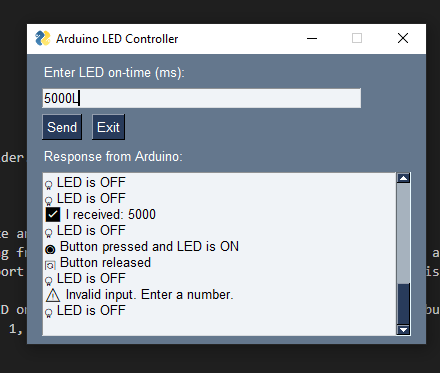 Arduino LED Controller
Enter LED on-time (ms):
5000L
Send Exit
Response from Arduino:
LED is OFF
LED is OFF
I received: 5000
LED is OFF
Button pressed and LED is ON
Button released
LED is OFF
Invalid input. Enter a number.
LED is OFF